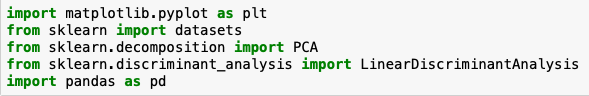 import matplotlib.pyplot as plt
from sklearn import datasets
from sklearn.decomposition import PCA
from sklearn.discriminant_analysis import LinearDiscriminantAnalysis
import pandas as pd